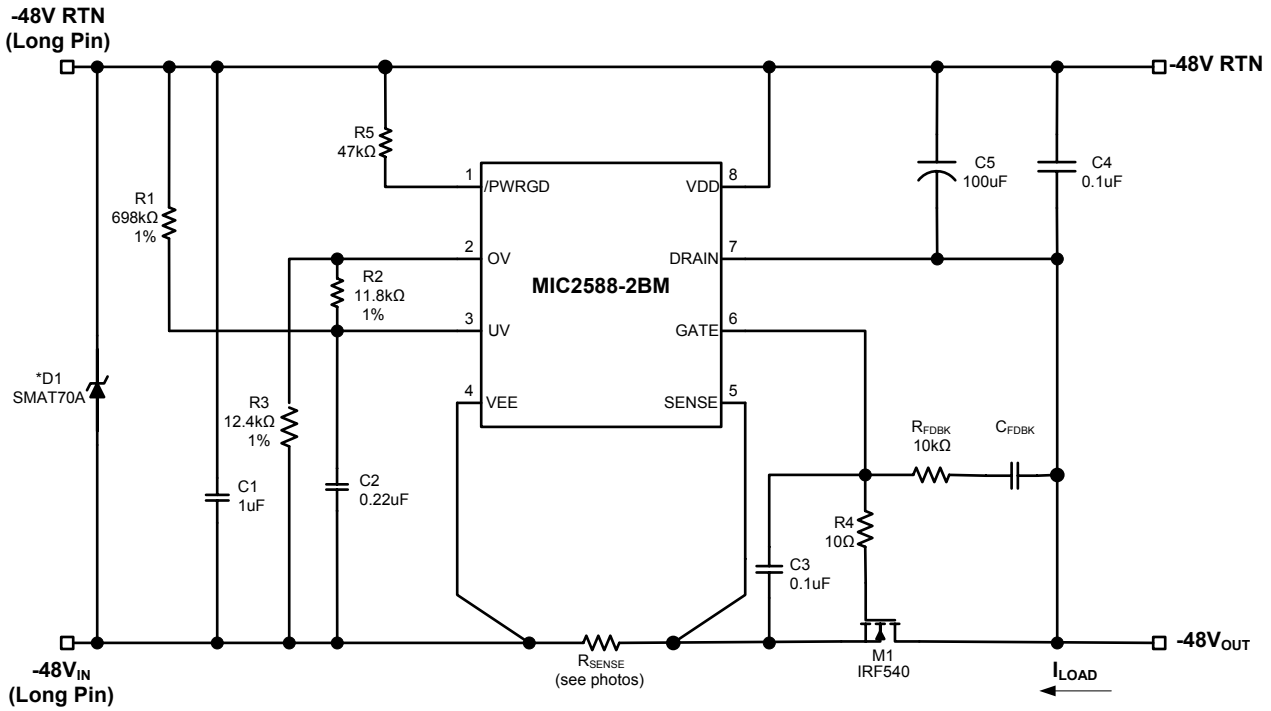 -48V RTN
(Long Pin)
-48V RTN
R5
47kΩ
C5
100uF
C4
0.1uF
1
/PWRGD
VDD
8
R1
698kΩ
1%
2
OV
DRAIN
7
R2
11.8kΩ
1%
MIC2588-2BM
3
UV
GATE
6
*D1
SMAT70A
4
VEE
SENSE
5
R3
12.4kΩ
1%
RFDBK
10kΩ
CFDBK
C1
1uF
C2
0.22uF
R4
10Ω
C3
0.1uF
-48VIN
(Long Pin)
RSENSE
(see photos)
M1
IRF540
-48VOUT
ILOAD